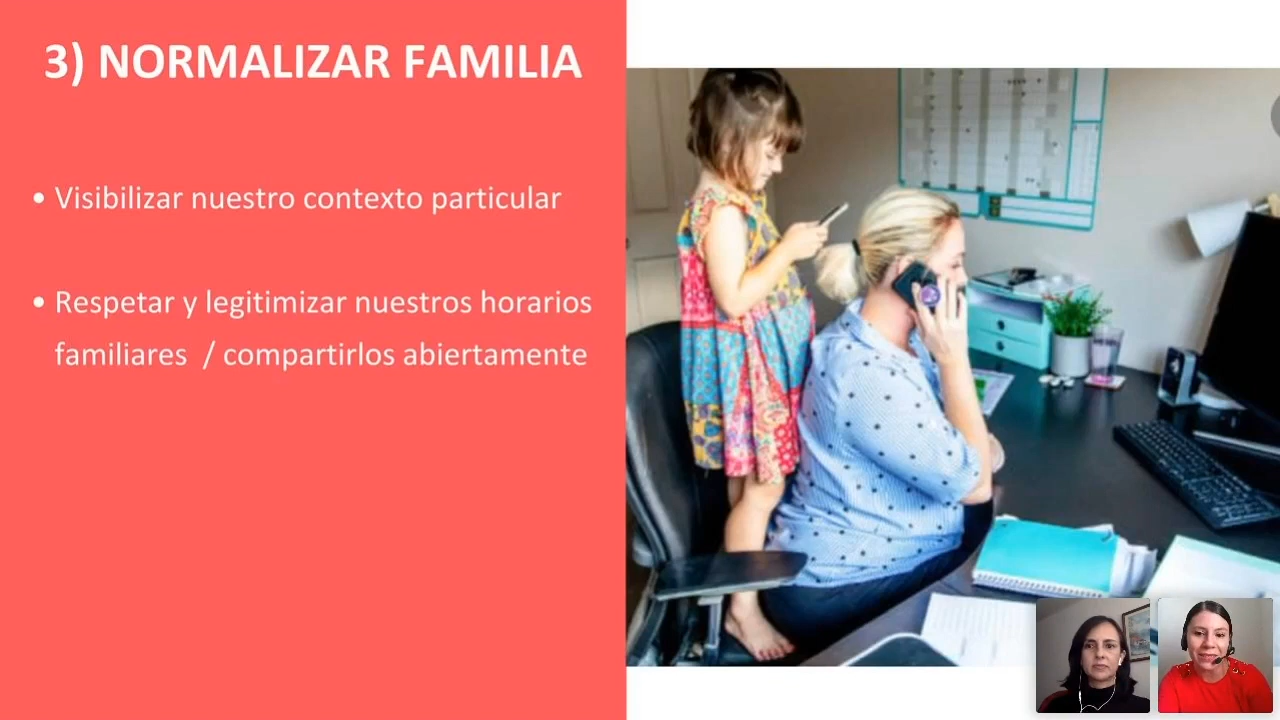 3) NORMALIZAR FAMILIA
• Visibilizar nuestro contexto particular
• Respetar y legitimizar nuestros horarios
familiares / compartirlos abiertamente